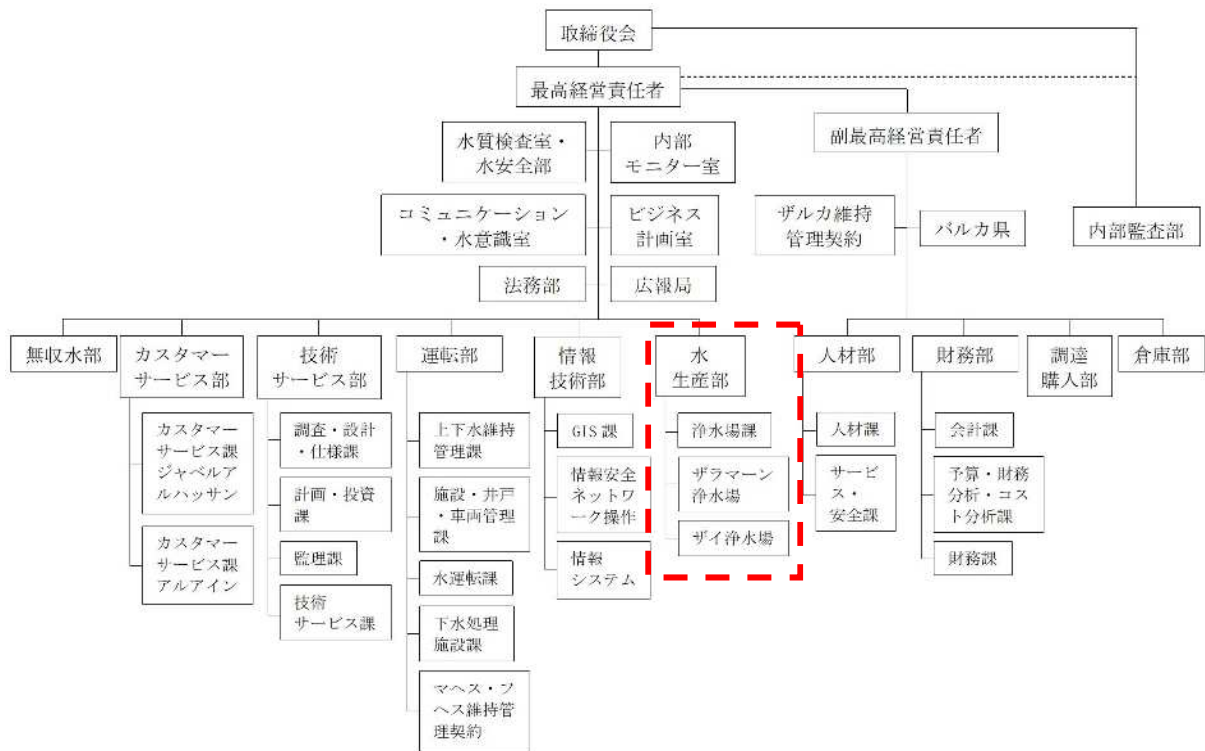 取締役会
最高経営責任者
副最高経営責任者
水質検査室・
水安全部
内部
モニター室
コミュニケーション
・水意識室
ビジネス
計画室
ザルカ維持
管理契約
バルカ県
内部監査部
法務部
広報局
無収水部
カスタマー
サービス部
技術
サービス部
運転部
情報
技術部
水
生産部
人材部
財務部
調達
購入部
倉庫部
カスタマー
サービス課
ジャベルア
ルハッサン
カスタマー
サービス課
アルアイン
調査・設計
・仕様課
計画・投資
課
監理課
技術
サービス課
上下水維持
管理課
施設・井戸
・車両管理
課
水運転課
下水処理
施設課
マヘス・フ
ヘス維持管
理契約
GIS 課
情報安全
ネットワ
ーク操作
情報
システム
浄水場課
ザラマーン
浄水場
ザイ浄水場
人材課
サービ
ス・
安全課
会計課
予算・財務
分析・コス
ト分析課
財務課